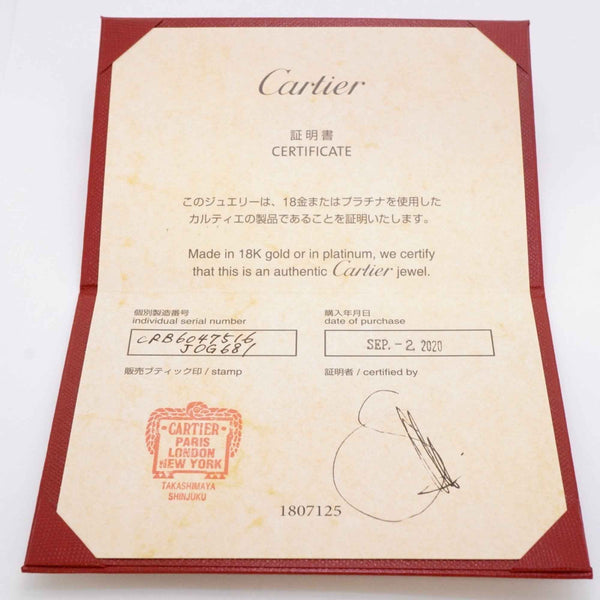 Cartier
証明書
CERTIFICATE
このジュエリーは、18金またはプラチナを使用した
カルティエの製品であることを証明いたします。
Made in 18K gold or in platinum, we certify
that this is an authentic Cartier jewel.
個別製造番号
individual serial number
CRB6047516
JOG681
購入年月日
date of purchase
SEP. -2. 2020
販売ブティック印 / stamp
証明者 / certified by
CARTIER
PARIS
LONDON
NEW YORK
TAKASHIMAYA
SHINJUKU
1807125